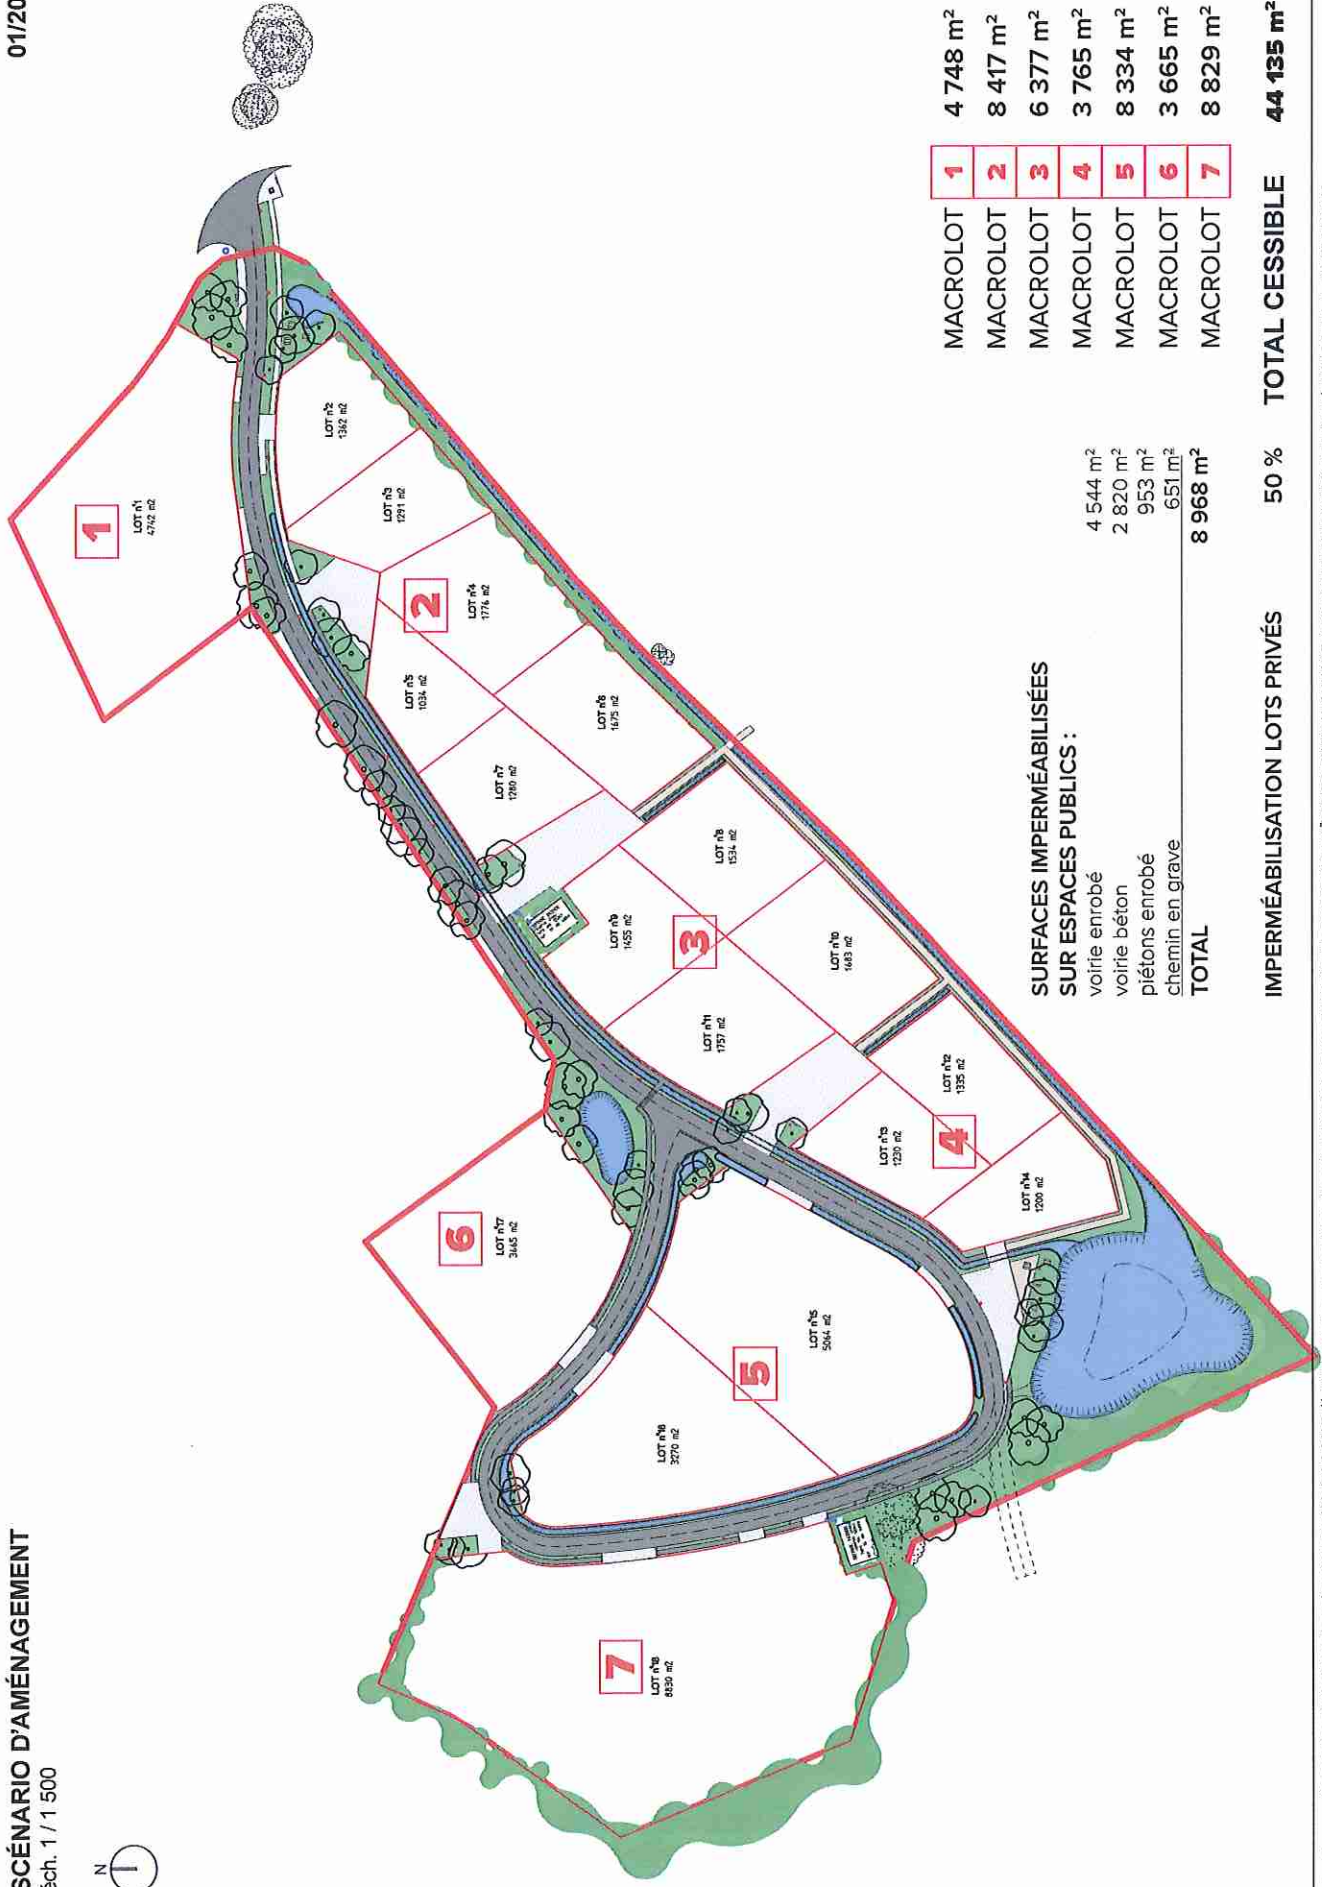 SCÉNARIO D'AMÉNAGEMENT
éch. 1 / 1 500
01/20
N
1
LOT n°1
4742 m2
LOT n°2
1362 m2
LOT n°3
1291 m2
2
LOT n°4
1776 m2
LOT n°5
1034 m2
LOT n°6
1675 m2
LOT n°7
1280 m2
LOT n°8
1534 m2
LOT n°9
1455 m2
3
LOT n°10
1683 m2
LOT n°11
1757 m2
LOT n°12
1335 m2
LOT n°13
1230 m2
4
LOT n°14
1200 m2
5
LOT n°15
5064 m2
LOT n°16
3270 m2
6
LOT n°17
3665 m2
7
LOT n°18
8830 m2
SURFACES IMPERMÉABILISÉES
SUR ESPACES PUBLICS :
voirie enrobé 4 544 m²
voirie béton 2 820 m²
piétons enrobé 953 m²
chemin en grave 651 m²
TOTAL 8 968 m²
IMPERMÉABILISATION LOTS PRIVÉS 50 %
MACROLOT 1 4 748 m²
MACROLOT 2 8 417 m²
MACROLOT 3 6 377 m²
MACROLOT 4 3 765 m²
MACROLOT 5 8 334 m²
MACROLOT 6 3 665 m²
MACROLOT 7 8 829 m²
TOTAL CESSIBLE 44 135 m²